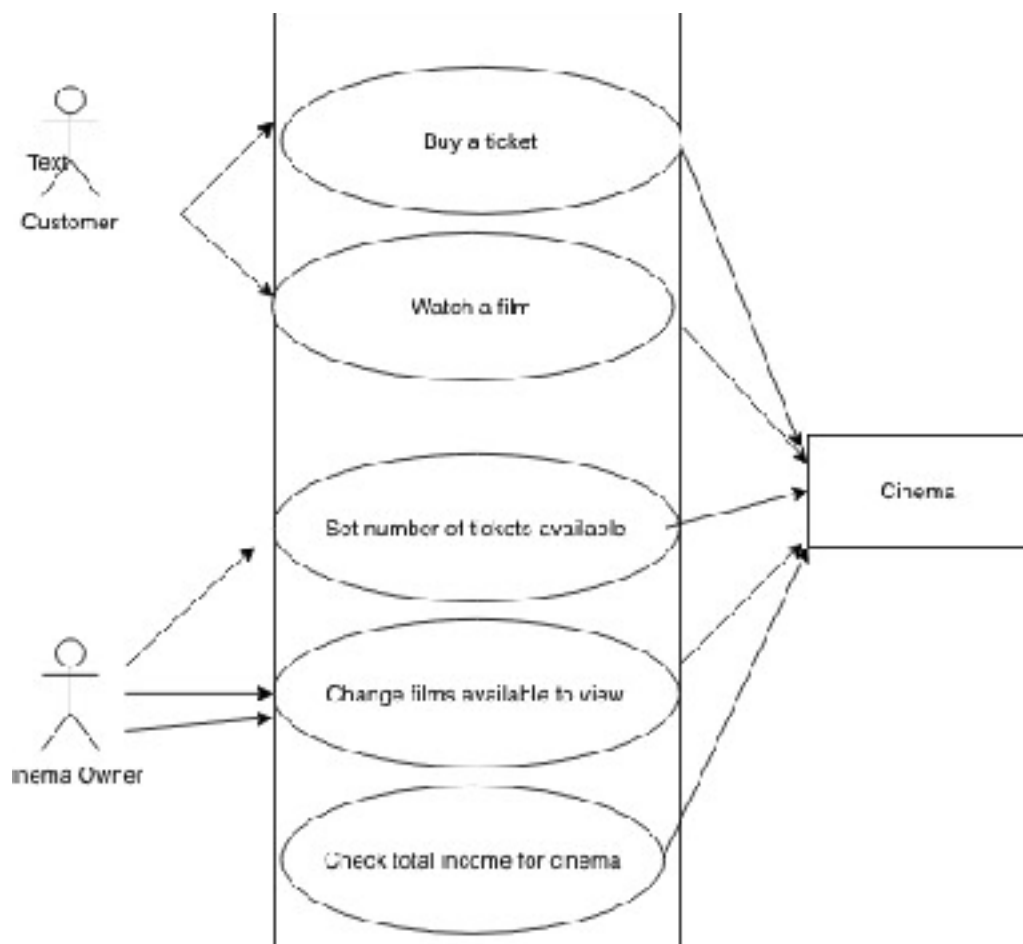 Buy a ticket
Text
Customer
Watch a film
Cinema
Set number of tickets available
Change films available to view
inema Owner
Check total income for cinema